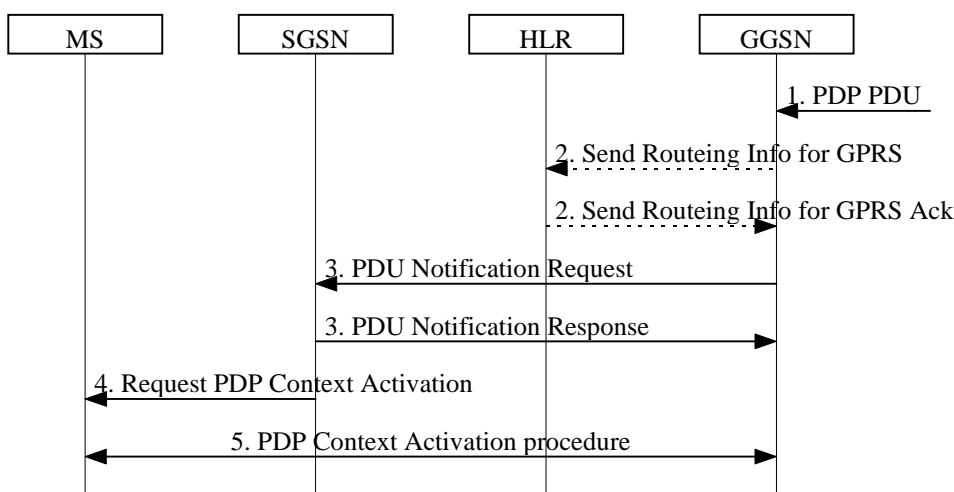 MS
SGSN
HLR
GGSN
1. PDP PDU
2. Send Routeing Info for GPRS
2. Send Routeing Info for GPRS Ack
3. PDU Notification Request
3. PDU Notification Response
4. Request PDP Context Activation
5. PDP Context Activation procedure